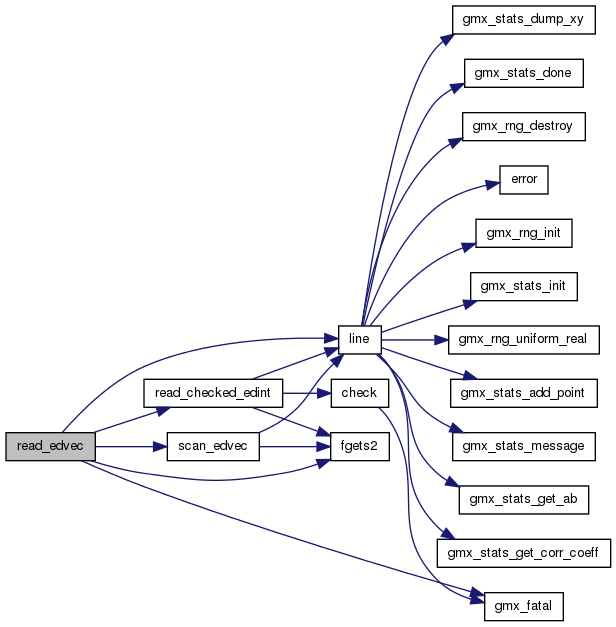 gmx_stats_dump_xy
gmx_stats_done
gmx_rng_destroy
error
gmx_rng_init
gmx_stats_init
line
gmx_rng_uniform_real
read_checked_edint
check
gmx_stats_add_point
read_edvec
scan_edvec
fgets2
gmx_stats_message
gmx_stats_get_ab
gmx_stats_get_corr_coeff
gmx_fatal